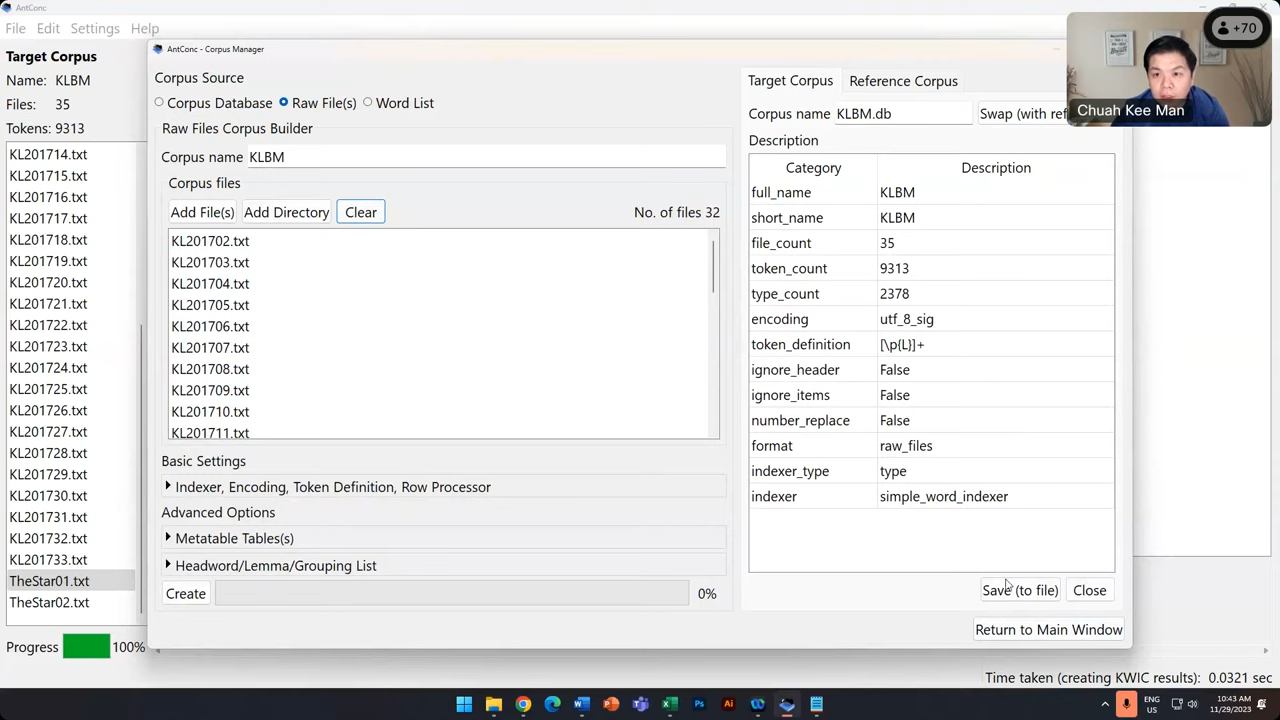 AntConc
File Edit Settings Help
Target Corpus
Name: KLBM
Files: 35
Tokens: 9313
KL201714.txt
KL201715.txt
KL201716.txt
KL201717.txt
KL201718.txt
KL201719.txt
KL201720.txt
KL201721.txt
KL201722.txt
KL201723.txt
KL201724.txt
KL201725.txt
KL201726.txt
KL201727.txt
KL201728.txt
KL201729.txt
KL201730.txt
KL201731.txt
KL201732.txt
KL201733.txt
TheStar01.txt
TheStar02.txt
Progress 100%
AntConc - Corpus Manager
Corpus Source
Corpus Database Raw File(s) Word List
Raw Files Corpus Builder
Corpus name KLBM
Corpus files
Add File(s) Add Directory Clear No. of files 32
KL201702.txt
KL201703.txt
KL201704.txt
KL201705.txt
KL201706.txt
KL201707.txt
KL201708.txt
KL201709.txt
KL201710.txt
KL201711.txt
Basic Settings
Indexer, Encoding, Token Definition, Row Processor
Advanced Options
Metatable Tables(s)
Headword/Lemma/Grouping List
Create 0%
Target Corpus Reference Corpus
Corpus name KLBM.db Swap (with ref
Description
Category Description
full_name KLBM
short_name KLBM
file_count 35
token_count 9313
type_count 2378
encoding utf_8_sig
token_definition [\p{L}]+
ignore_header False
ignore_items False
number_replace False
format raw_files
indexer_type type
indexer simple_word_indexer
Save (to file) Close
Return to Main Window
+70
Chuah Kee Man
Time taken (creating KWIC results): 0.0321 sec
ENG
US
10:43 AM
11/29/2023